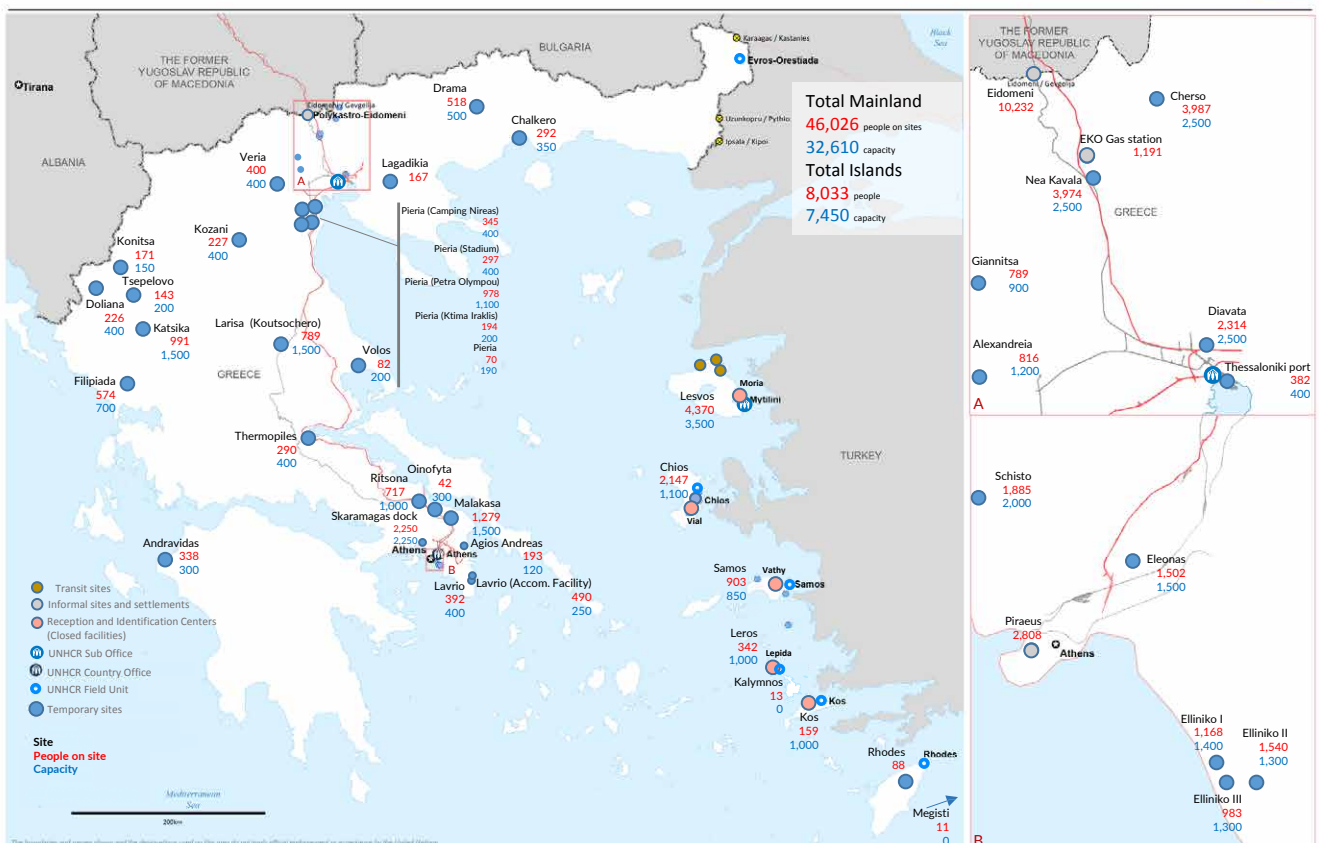 THE FORMER
YUGOSLAV REPUBLIC
OF MACEDONIA
BULGARIA
Black
Sea
Karaagas / Kastanies
Evros-Orestiada
Uzunkopru / Pythio
Ipsala / Kipoi
Tirana
ALBANIA
Eidomeni / Gevgelija
Polykastro-Eidomeni
A
Drama
518
500
Chalkero
292
350
Total Mainland
46,026 people on sites
32,610 capacity
Total Islands
8,033 people
7,450 capacity
Veria
400
400
Lagadikia
167
Kozani
227
400
Pieria (Camping Nireas)
345
400
Pieria (Stadium)
297
400
Pieria (Petra Olympou)
978
1,100
Pieria (Ktima Iraklis)
194
200
Pieria
70
190
Konitsa
171
150
Tsepelovo
143
200
Doliana
226
400
Katsika
991
1,500
Larisa (Koutsochero)
789
1,500
Volos
82
200
GREECE
Filipiada
574
700
Thermopiles
290
400
Oinofyta
42
300
Ritsona
717
1,000
Malakasa
1,279
1,500
Skaramagas dock
2,250
2,250
Athens
Athens
B
Agios Andreas
193
120
Lavrio (Accom. Facility)
490
250
Lavrio
392
400
Andravidas
338
300
Moria
Mytilini
Lesvos
4,370
3,500
TURKEY
Chios
2,147
1,100
Chios
Vial
Samos
903
850
Vathy
Samos
Leros
342
1,000
Lepida
Kalymnos
13
0
Kos
Kos
159
1,000
Rhodes
88
Rhodes
Megisti
11
0
Transit sites
Informal sites and settlements
Reception and Identification Centers
(Closed facilities)
UNHCR Sub Office
UNHCR Country Office
UNHCR Field Unit
Temporary sites
Site
People on site
Capacity
Mediterranean
Sea
200km
THE FORMER
YUGOSLAV REPUBLIC
OF MACEDONIA
Eidomeni / Gevgelija
Eidomeni
10,232
Cherso
3,987
2,500
EKO Gas station
1,191
Nea Kavala
3,974
2,500
GREECE
Giannitsa
789
900
Diavata
2,314
2,500
Alexandreia
816
1,200
Thessaloniki port
382
400
A
Schisto
1,885
2,000
Eleonas
1,502
1,500
Piraeus
2,808
Athens
Elliniko I
1,168
1,400
Elliniko II
1,540
1,300
Elliniko III
983
1,300
B